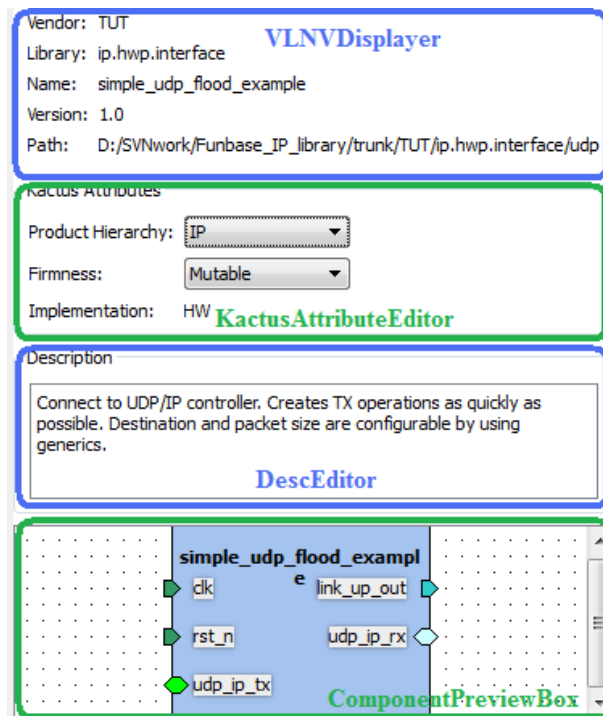 Vendor: TUT
VLNVDisplayer
Library: ip.hwp.interface
Name: simple_udp_flood_example
Version: 1.0
Path: D:/SVNwork/Funbase_IP_library/trunk/TUT/ip.hwp.interface/udp
Kactus Attributes
Product Hierarchy: IP
Firmness: Mutable
Implementation: HW
KactusAttributeEditor
Description
Connect to UDP/IP controller. Creates TX operations as quickly as
possible. Destination and packet size are configurable by using
generics.
DescEditor
simple_udp_flood_exampl
e
clk link_up_out
rst_n udp_ip_rx
udp_ip_tx
ComponentPreviewBox